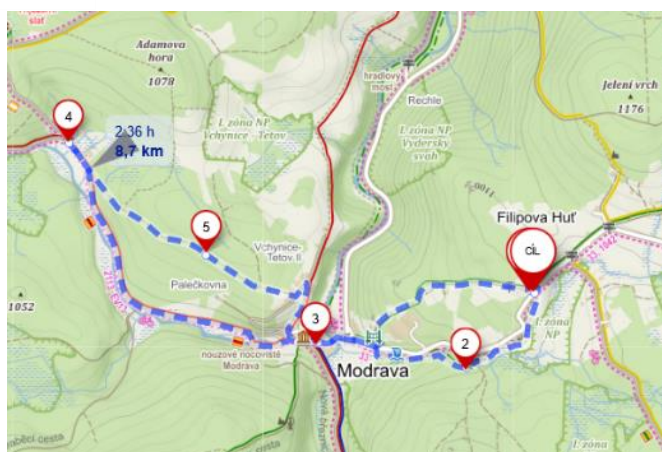 slať
Adamova
hora
1078
4
2:36 h
8,7 km
I. zóna NP
Vchynice - Tetov
hradlový
most
Rechle
I. zóna NP
Vyderský
svah
Jelení vrch
1176
Filipova Huť
CÍL
5
Vchynice-
Tetov II
Palečkovna
1052
3
nouzové nocoviště
Modrava
Modrava
2
I. zóna
NP
I. zóna
cesta